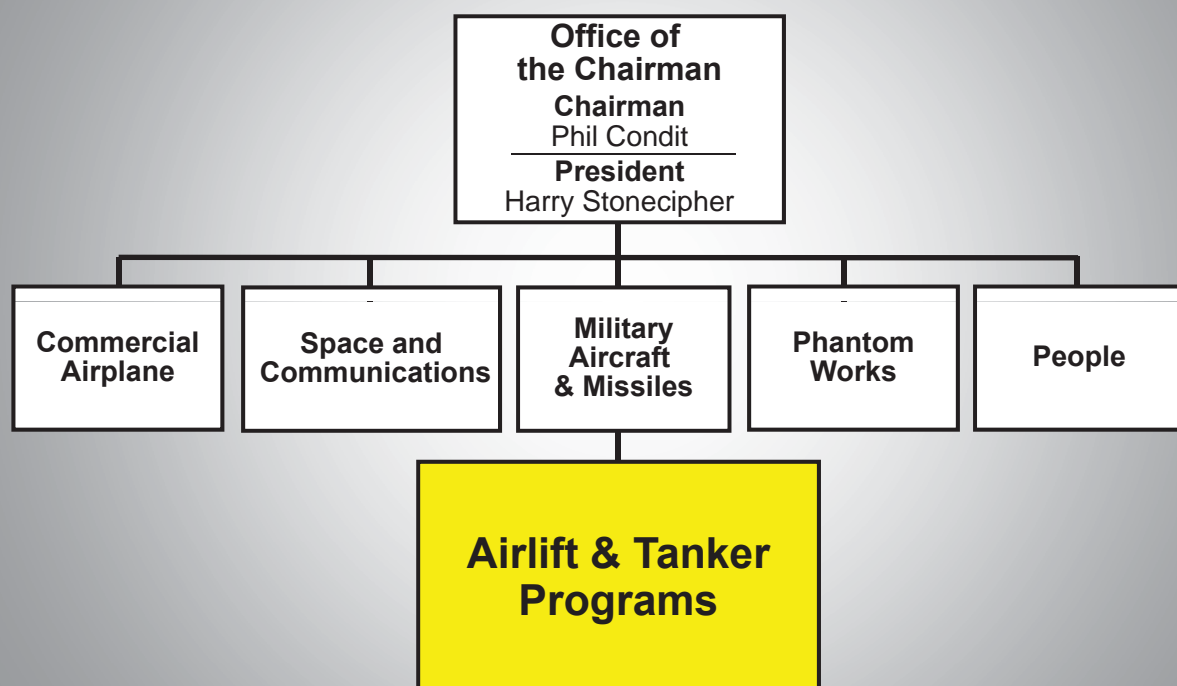 Office of
the Chairman
Chairman
Phil Condit
President
Harry Stonecipher
Commercial
Airplane
Space and
Communications
Military
Aircraft
& Missiles
Phantom
Works
People
Airlift & Tanker
Programs